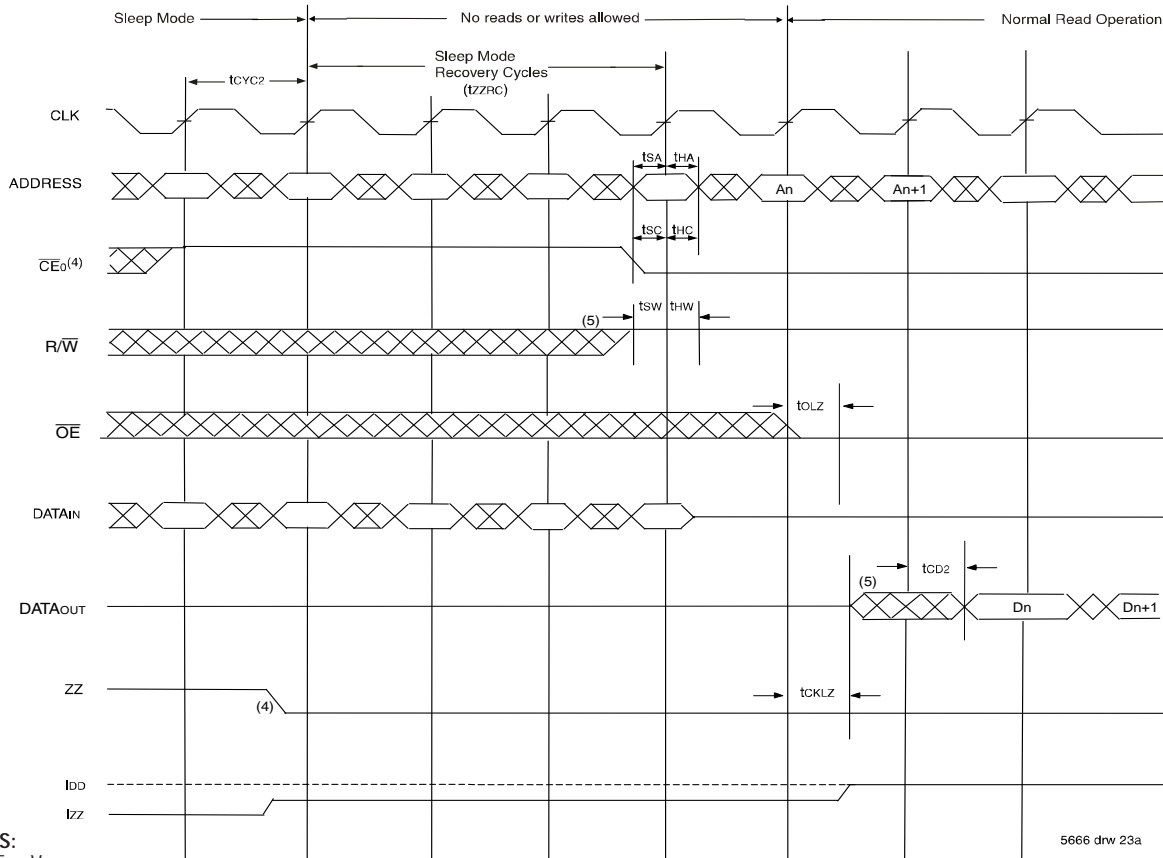 Sleep Mode No reads or writes allowed Normal Read Operation
Sleep Mode
Recovery Cycles
(tZZRC)
tCYC2
CLK
tSA tHA
ADDRESS An An+1
tSC tHC
CE0(4)
tSW tHW
(5)
R/W
tOLZ
OE
DATAIN
tCD2
(5)
DATAOUT Dn Dn+1
ZZ
(4)
tCKLZ
IDD
IZZ
5666 drw 23a
S: